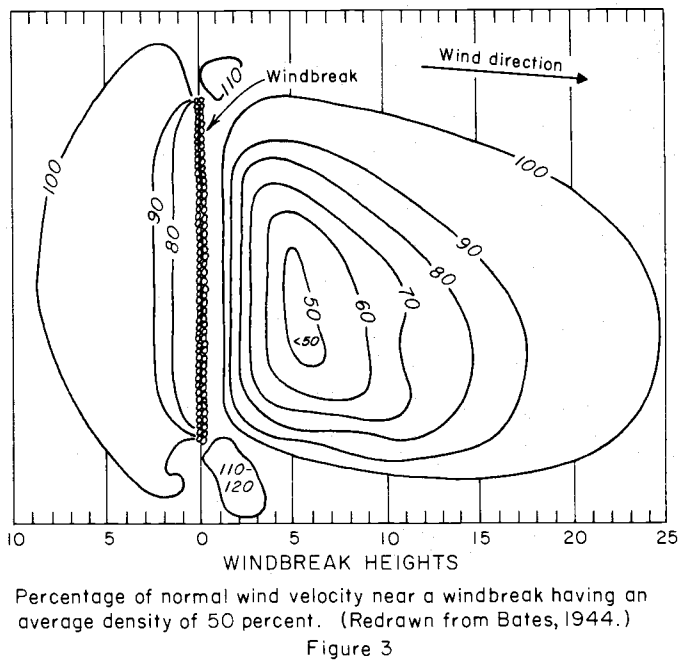 110
Wind direction
Windbreak
100
100
90
80
90
80
70
60
50
<50
110-
120
10 5 0 5 10 15 20 25
WINDBREAK HEIGHTS
Percentage of normal wind velocity near a windbreak having an
average density of 50 percent. (Redrawn from Bates, 1944.)
Figure 3